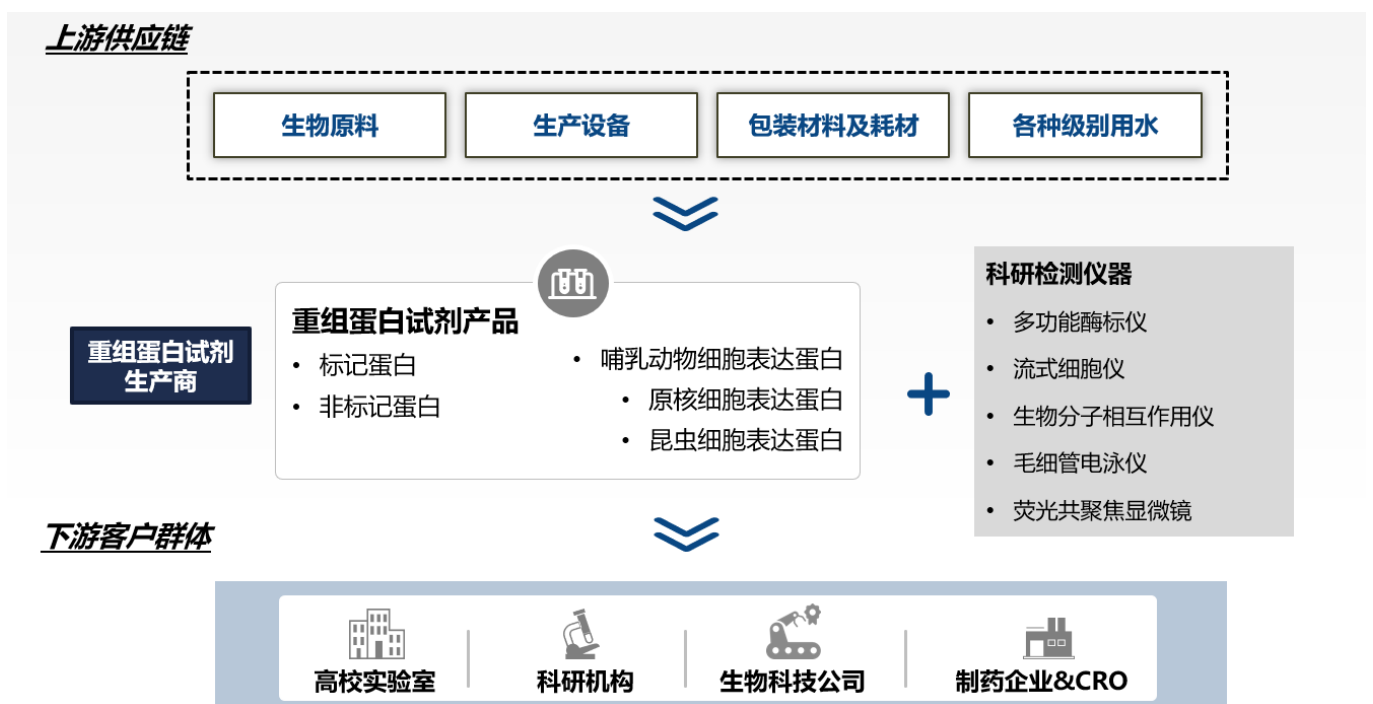 上游供应链
生物原料
生产设备
包装材料及耗材
各种级别用水
重组蛋白试剂
生产商
重组蛋白试剂产品
• 标记蛋白
• 非标记蛋白
• 哺乳动物细胞表达蛋白
• 原核细胞表达蛋白
• 昆虫细胞表达蛋白
科研检测仪器
• 多功能酶标仪
• 流式细胞仪
• 生物分子相互作用仪
• 毛细管电泳仪
• 荧光共聚焦显微镜
下游客户群体
高校实验室
科研机构
生物科技公司
制药企业&CRO